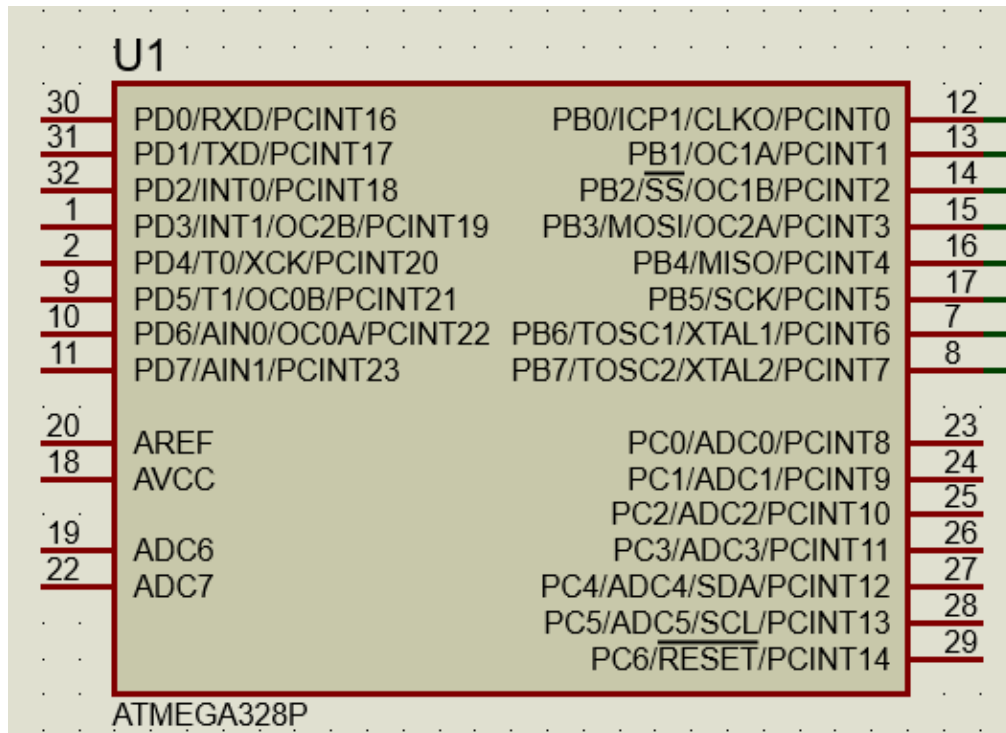 U1
30 PD0/RXD/PCINT16 PB0/ICP1/CLKO/PCINT0 12
31 PD1/TXD/PCINT17 PB1/OC1A/PCINT1 13
32 PD2/INT0/PCINT18 PB2/SS/OC1B/PCINT2 14
1 PD3/INT1/OC2B/PCINT19 PB3/MOSI/OC2A/PCINT3 15
2 PD4/T0/XCK/PCINT20 PB4/MISO/PCINT4 16
9 PD5/T1/OC0B/PCINT21 PB5/SCK/PCINT5 17
10 PD6/AIN0/OC0A/PCINT22 PB6/TOSC1/XTAL1/PCINT6 7
11 PD7/AIN1/PCINT23 PB7/TOSC2/XTAL2/PCINT7 8
20 AREF PC0/ADC0/PCINT8 23
18 AVCC PC1/ADC1/PCINT9 24
PC2/ADC2/PCINT10 25
19 ADC6 PC3/ADC3/PCINT11 26
22 ADC7 PC4/ADC4/SDA/PCINT12 27
PC5/ADC5/SCL/PCINT13 28
PC6/RESET/PCINT14 29
ATMEGA328P